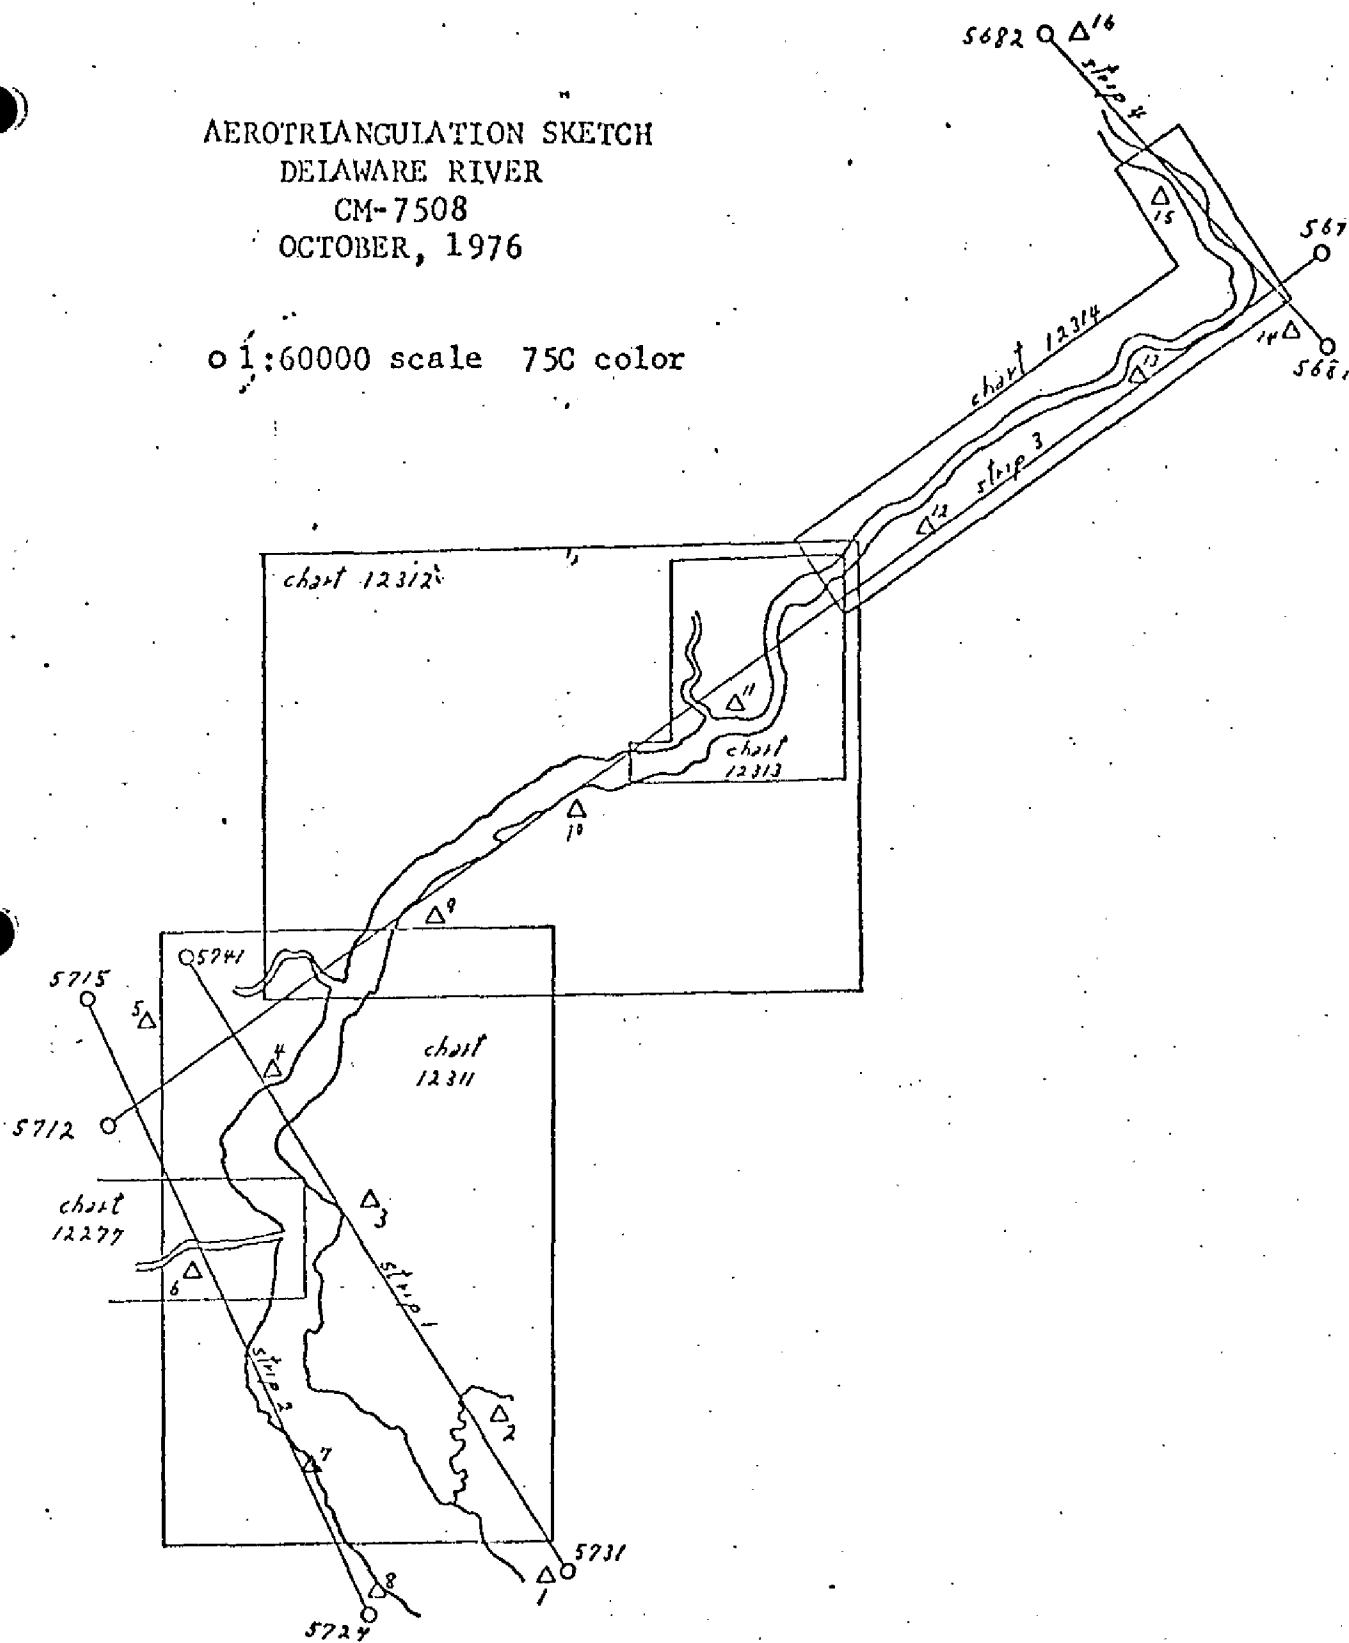 5682 16
strip 4
AEROTRIANGULATION SKETCH
DELAWARE RIVER
CM-7508
OCTOBER, 1976
15
567
chart 12314
14
1:60000 scale 75C color
13
strip 3
12
chart 12312
11
chart
12313
10
9
5741
5715
5
4
chart
12311
5712
chart
12277
3
6
strip 1
strip 2
2
7
5731
1
8